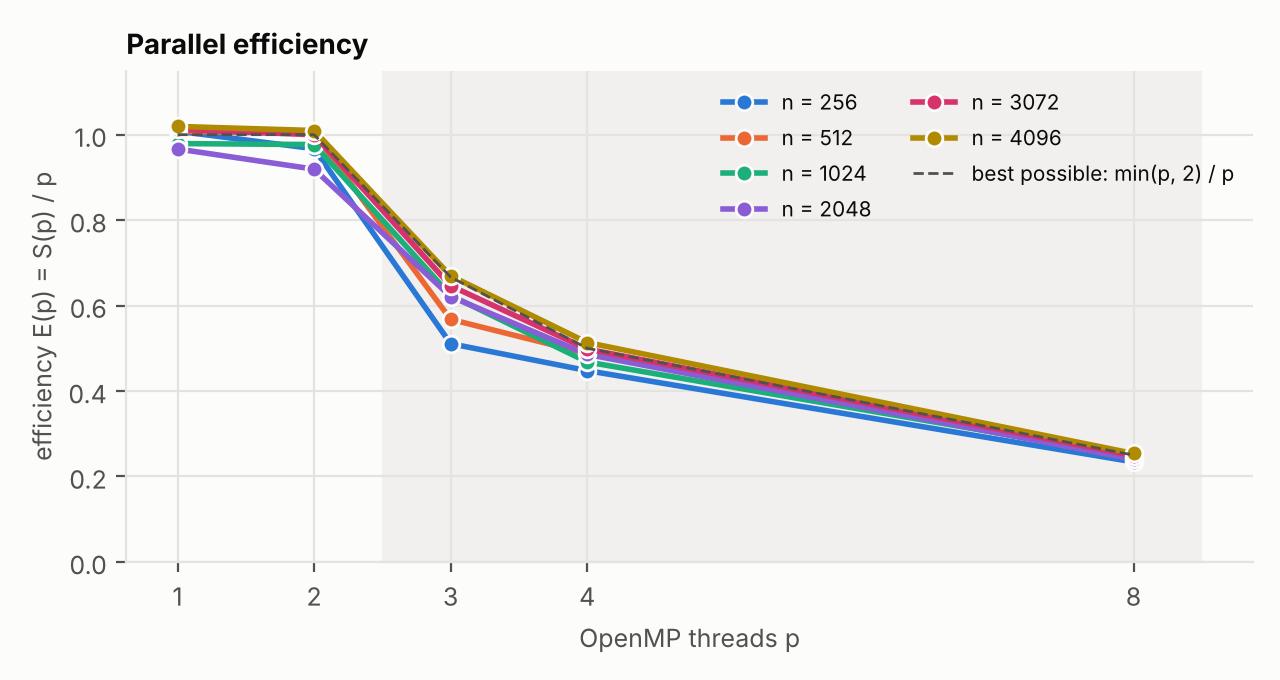 Parallel efficiency
efficiency E(p) = S(p) / p
1.0
0.8
0.6
0.4
0.2
0.0
n = 256
n = 512
n = 1024
n = 2048
n = 3072
n = 4096
best possible: min(p, 2) / p
1 2 3 4 8
OpenMP threads p